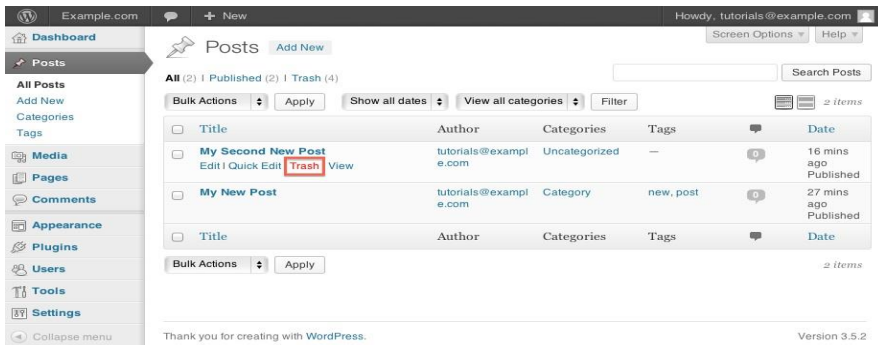 Example.com + New Howdy, tutorials@example.com
Dashboard
Posts
All Posts
Add New
Categories
Tags
Media
Pages
Comments
Appearance
Plugins
Users
Tools
Settings
Collapse menu
Screen Options Help
Posts Add New
All (2) | Published (2) | Trash (4)
Search Posts
Bulk Actions Apply Show all dates View all categories Filter 2 items
Title Author Categories Tags Date
My Second New Post tutorials@exampl Uncategorized — 0 16 mins
Edit | Quick Edit Trash View e.com ago
Published
My New Post tutorials@exampl Category new, post 0 27 mins
e.com ago
Published
Title Author Categories Tags Date
Bulk Actions Apply 2 items
Thank you for creating with WordPress. Version 3.5.2